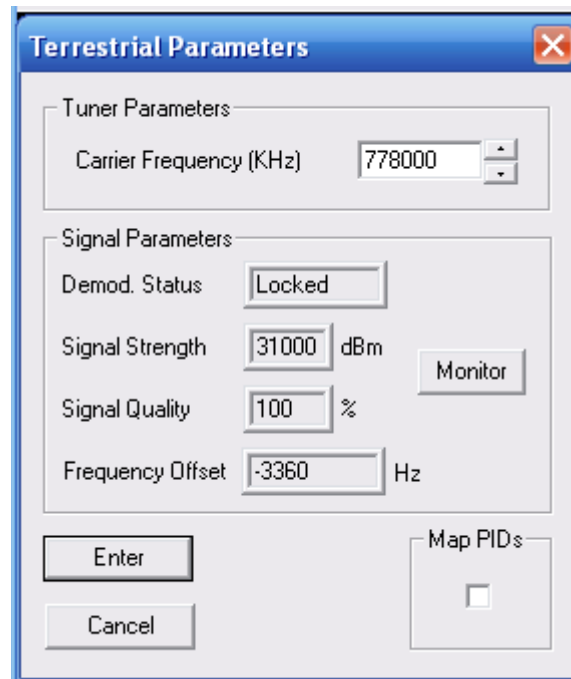 Terrestrial Parameters
Tuner Parameters
Carrier Frequency (KHz) 778000
Signal Parameters
Demod. Status Locked
Signal Strength 31000 dBm
Monitor
Signal Quality 100 %
Frequency Offset -3360 Hz
Map PIDs
Enter
Cancel